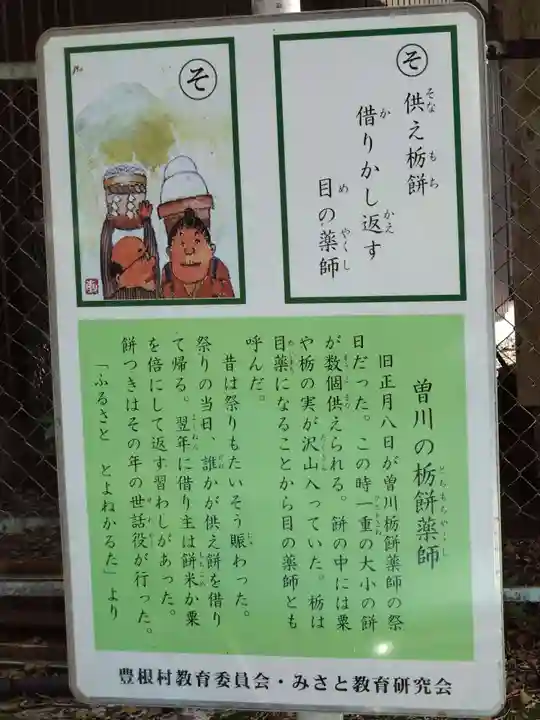 そ
供え栃餅
借りかし返す
目の薬師
そ
曽川の栃餅薬師
旧正月八日が曽川栃餅薬師の祭
日だった。この時一重の大小の餅
が数個供えられる。餅の中には粟
や栃の実が沢山入っていた。栃は
目薬になることから目の薬師とも
呼んだ。
昔は祭りもたいそう賑わった。
祭りの当日、誰かが供え餅を借り
て帰る。翌年に借り主は餅米か粟
を倍にして返す習わしがあった。
餅つきはその年の世話役が行った。
「ふるさと とよねかるた」より
豊根村教育委員会・みさと教育研究会